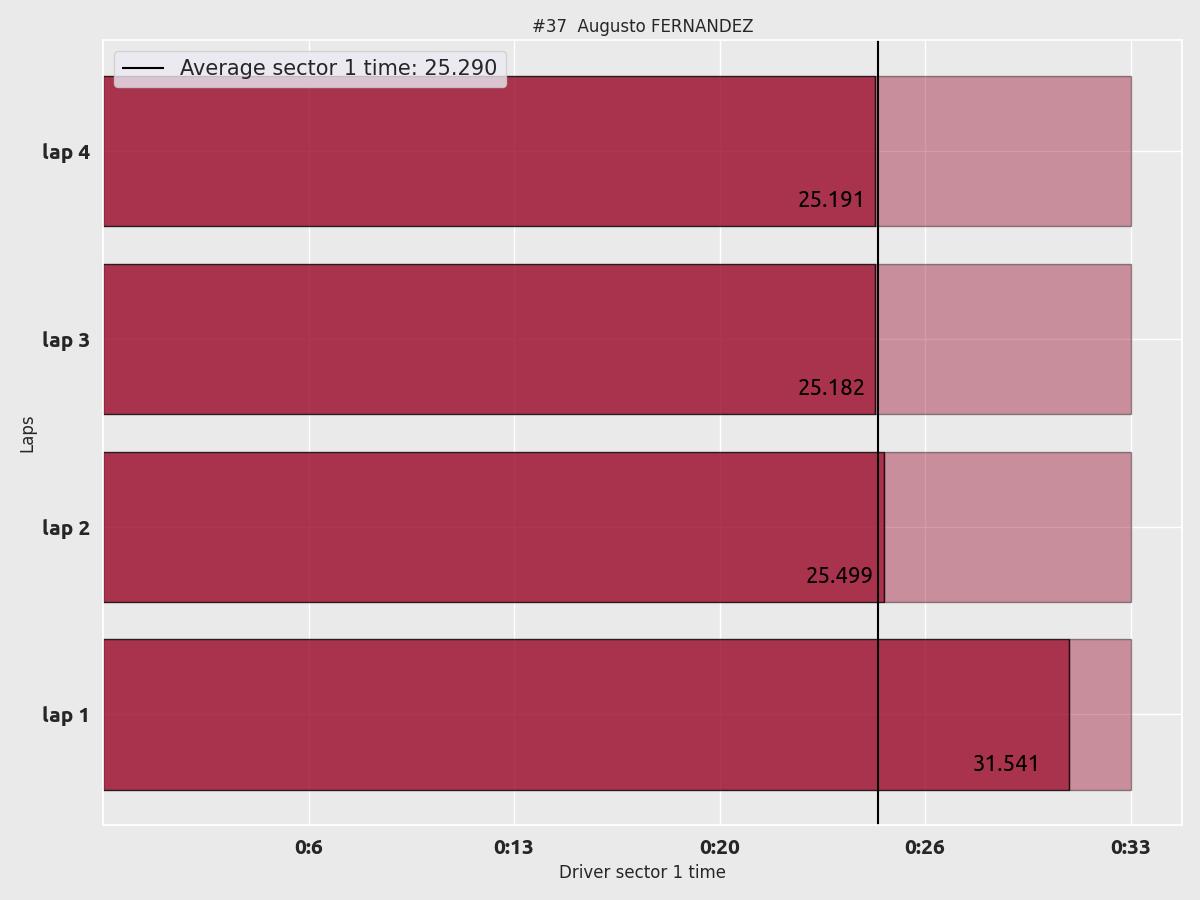 #37  Augusto FERNANDEZ
Average sector 1 time: 25.290
lap 4
25.191
lap 3
25.182
Laps
lap 2
25.499
lap 1
31.541
0:6 0:13 0:20 0:26 0:33
Driver sector 1 time